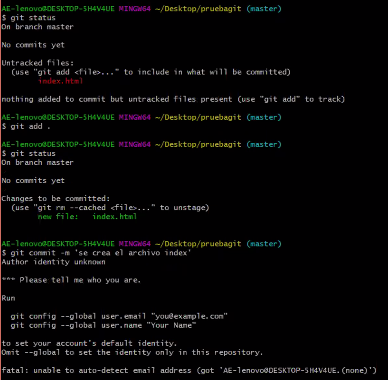 AE-lenovo@DESKTOP-5H4V4UE MINGW64 ~/Desktop/pruebagit (master)
$ git status
On branch master
No commits yet
Untracked files:
(use "git add <file>..." to include in what will be committed)
index.html
nothing added to commit but untracked files present (use "git add" to track)
AE-lenovo@DESKTOP-5H4V4UE MINGW64 ~/Desktop/pruebagit (master)
$ git add .
AE-lenovo@DESKTOP-5H4V4UE MINGW64 ~/Desktop/pruebagit (master)
$ git status
On branch master
No commits yet
Changes to be committed:
(use "git rm --cached <file>..." to unstage)
new file:   index.html
AE-lenovo@DESKTOP-5H4V4UE MINGW64 ~/Desktop/pruebagit (master)
$ git commit -m 'se crea el archivo index'
Author identity unknown
*** Please tell me who you are.
Run
git config --global user.email "you@example.com"
git config --global user.name "Your Name"
to set your account's default identity.
Omit --global to set the identity only in this repository.
fatal: unable to auto-detect email address (got 'AE-lenovo@DESKTOP-5H4V4UE.(none)')